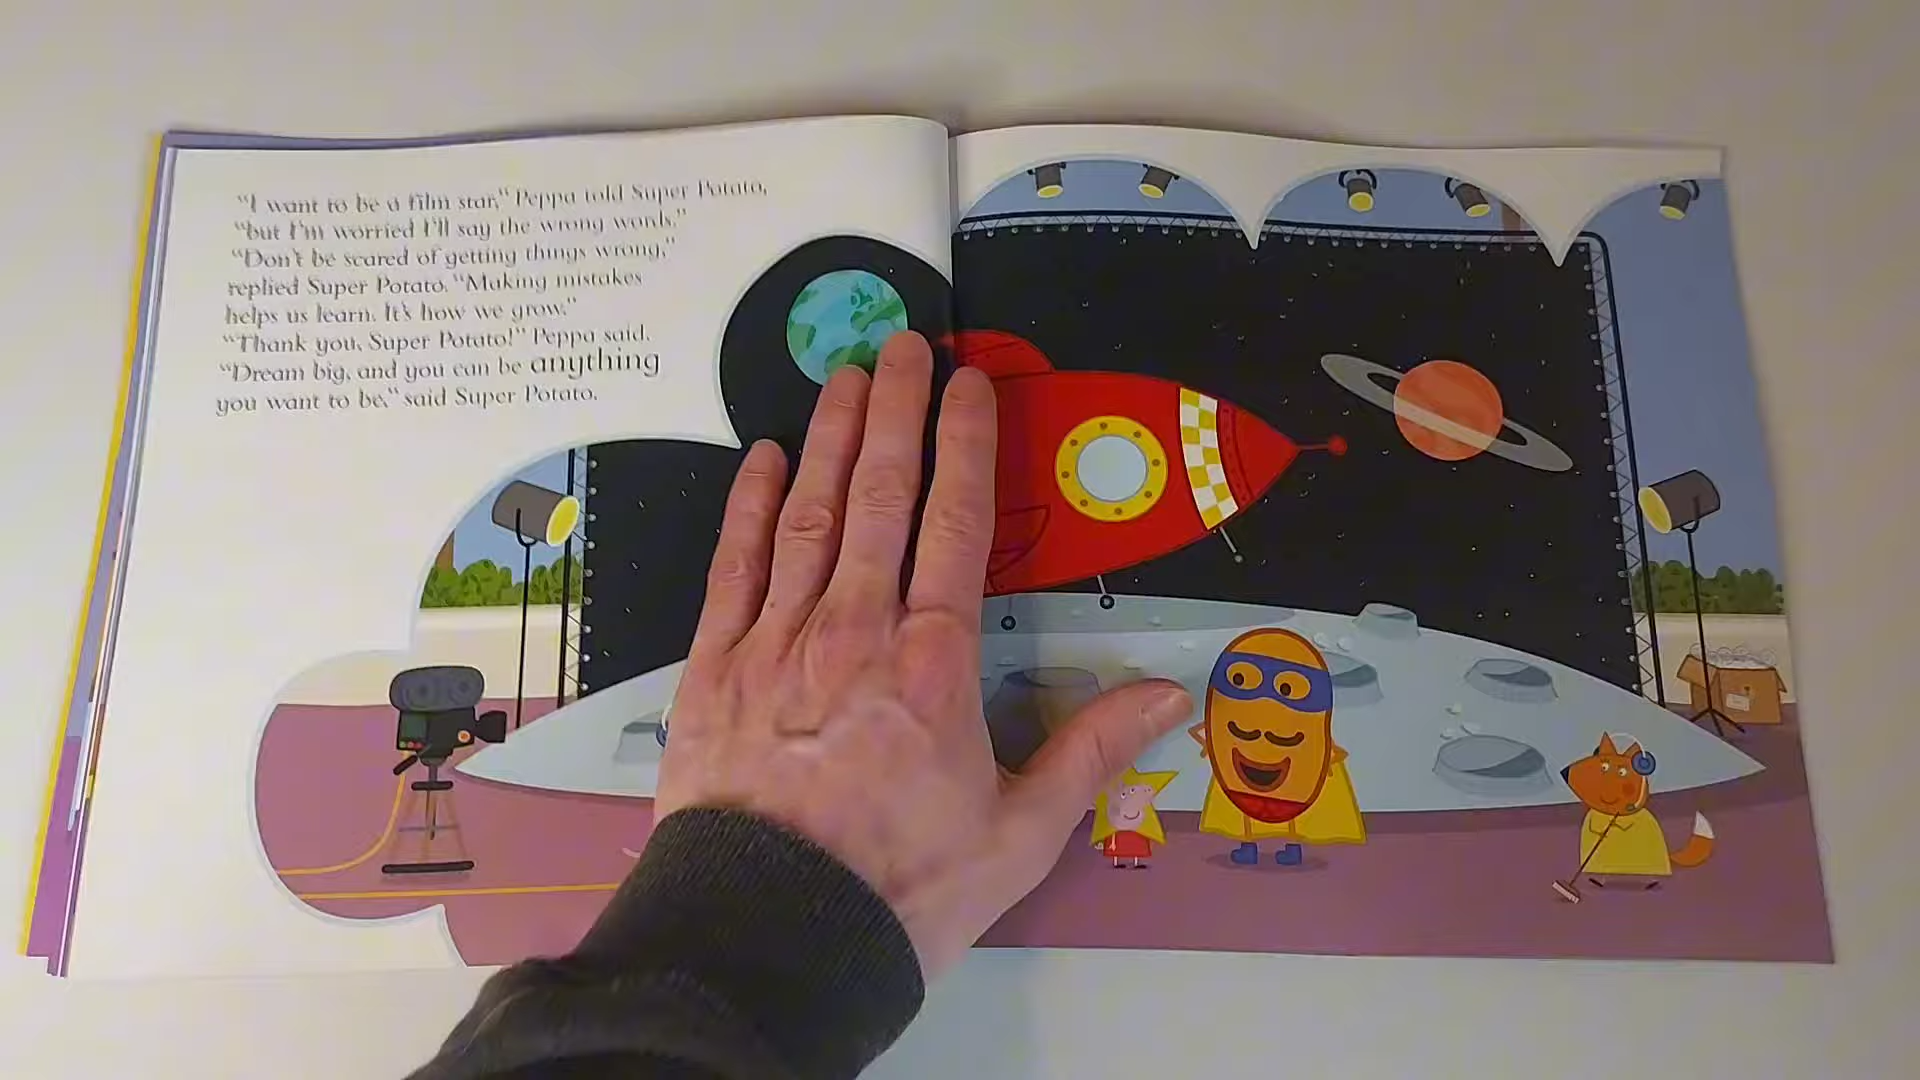 "I want to be a film star," Peppa told Super Potato,
"but I'm worried I'll say the wrong words."
"Don't be scared of getting things wrong,"
replied Super Potato. "Making mistakes
helps us learn. It's how we grow."
"Thank you, Super Potato!" Peppa said.
"Dream big, and you can be anything
you want to be," said Super Potato.